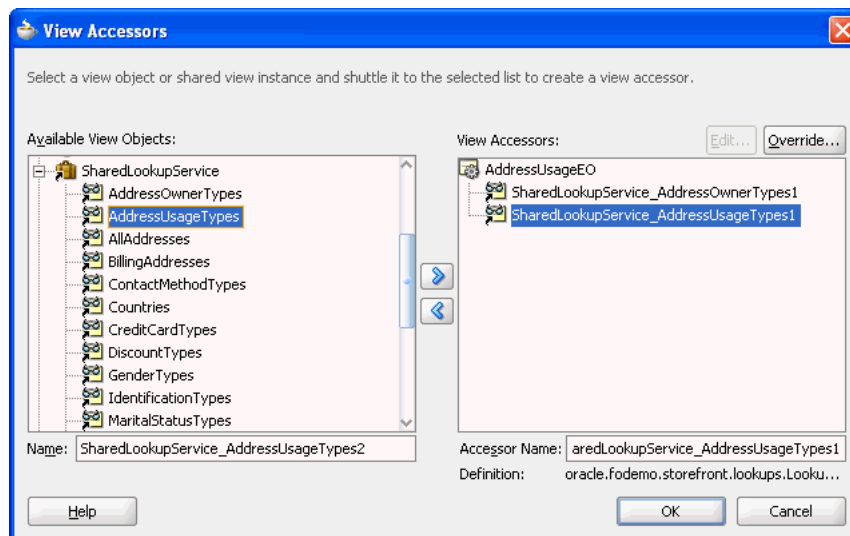 View Accessors
Select a view object or shared view instance and shuttle it to the selected list to create a view accessor.
Available View Objects:
SharedLookupService
AddressOwnerTypes
AddressUsageTypes
AllAddresses
BillingAddresses
ContactMethodTypes
Countries
CreditCardTypes
DiscountTypes
GenderTypes
IdentificationTypes
MaritalStatusTypes
Name: SharedLookupService_AddressUsageTypes2
View Accessors: Edit... Override...
AddressUsageEO
SharedLookupService_AddressOwnerTypes1
SharedLookupService_AddressUsageTypes1
Accessor Name: aredLookupService_AddressUsageTypes1
Definition: oracle.fodemo.storefront.lookups.Looku...
Help OK Cancel